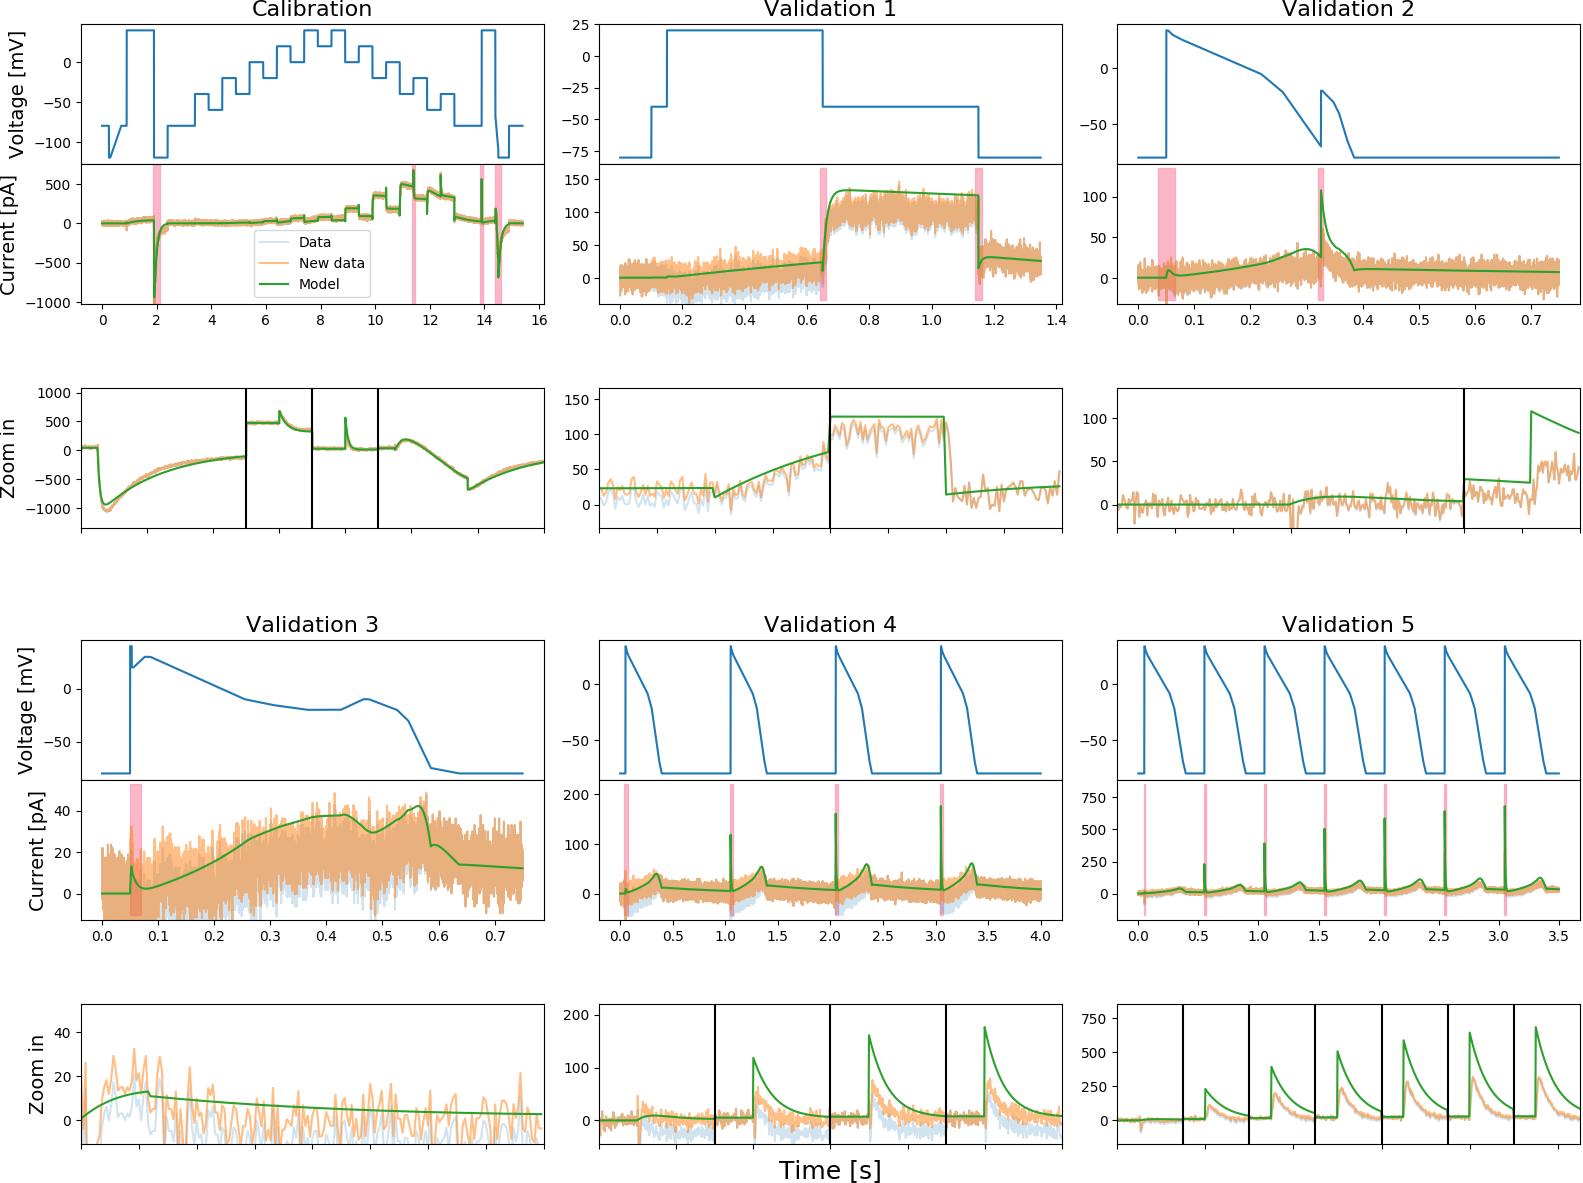 Calibration
Validation 1
Validation 2
Voltage [mV]
0
−50
−100
25
0
−25
−50
−75
0
−50
Current [pA]
500
0
−500
−1000
Data
New data
Model
150
100
50
0
100
50
0
0 2 4 6 8 10 12 14 16
0.0 0.2 0.4 0.6 0.8 1.0 1.2 1.4
0.0 0.1 0.2 0.3 0.4 0.5 0.6 0.7
Zoom in
1000
500
0
−500
−1000
150
100
50
0
100
50
0
Validation 3
Validation 4
Validation 5
Voltage [mV]
0
−50
0
−50
0
−50
Current [pA]
40
20
0
200
100
0
750
500
250
0
0.0 0.1 0.2 0.3 0.4 0.5 0.6 0.7
0.0 0.5 1.0 1.5 2.0 2.5 3.0 3.5 4.0
0.0 0.5 1.0 1.5 2.0 2.5 3.0 3.5
Zoom in
40
20
0
200
100
0
750
500
250
0
Time [s]